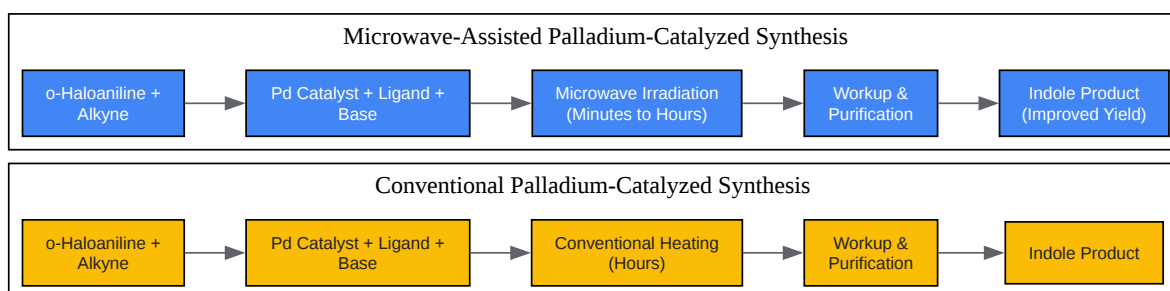 Microwave-Assisted Palladium-Catalyzed Synthesis
o-Haloaniline +
Alkyne
Pd Catalyst + Ligand +
Base
Microwave Irradiation
(Minutes to Hours)
Workup &
Purification
Indole Product
(Improved Yield)
Conventional Palladium-Catalyzed Synthesis
o-Haloaniline +
Alkyne
Pd Catalyst + Ligand +
Base
Conventional Heating
(Hours)
Workup &
Purification
Indole Product